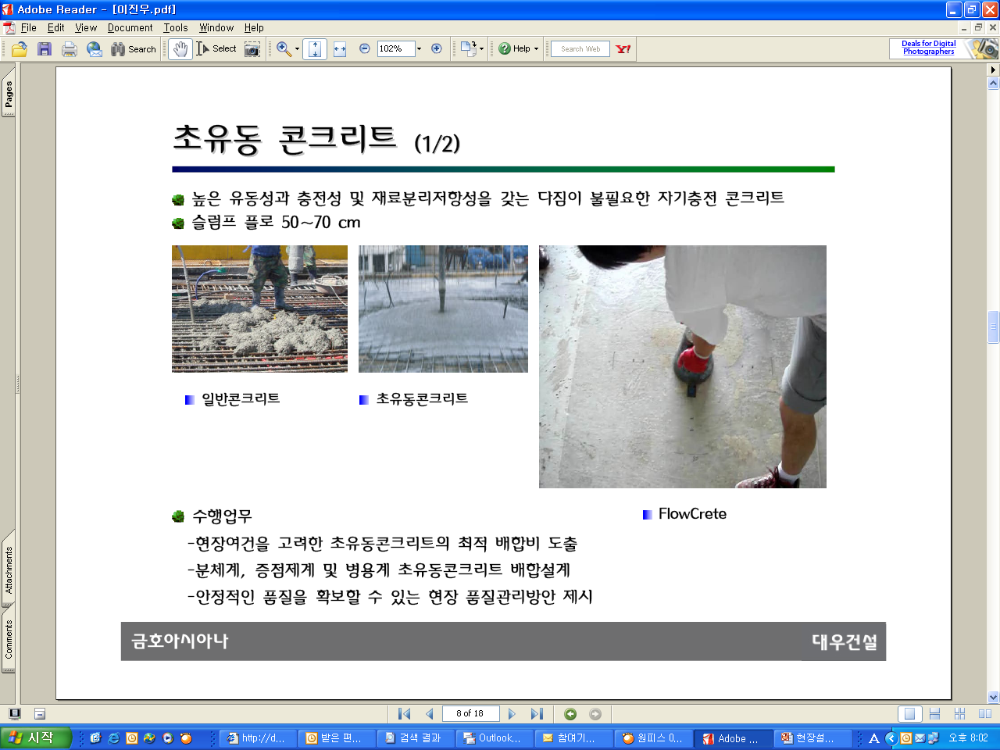 Adobe Reader - [이진우.pdf]
File Edit View Document Tools Window Help
Search Select 102% Help Search Web Y!
Deals for Digital
Photographers
Pages
초유동 콘크리트 (1/2)
높은 유동성과 충전성 및 재료분리저항성을 갖는 다짐이 불필요한 자기충전 콘크리트
슬럼프 플로 50~70 cm
일반콘크리트
초유동콘크리트
FlowCrete
수행업무
-현장여건을 고려한 초유동콘크리트의 최적 배합비 도출
-분체계, 증점제계 및 병용계 초유동콘크리트 배합설계
-안정적인 품질을 확보할 수 있는 현장 품질관리방안 제시
금호아시아나
대우건설
Attachments
Comments
8 of 18
시작 http://d... 받은 편... 검색 결과 Outlook... 참여기... 원피스 0... Adobe ... 현장설... A 오후 8:02